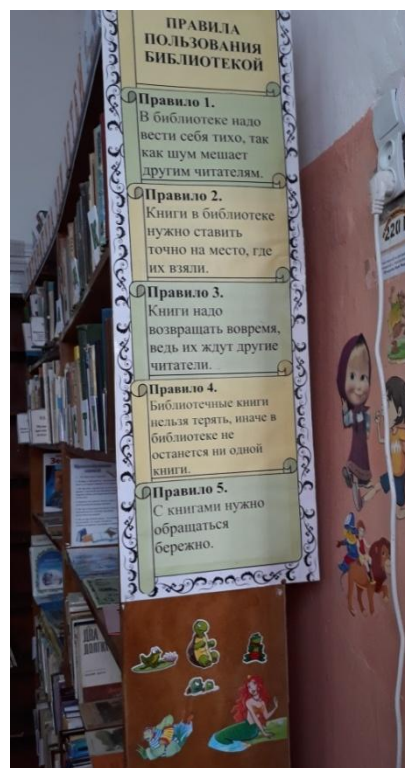 ПРАВИЛА
ПОЛЬЗОВАНИЯ
БИБЛИОТЕКОЙ
Правило 1.
В библиотеке надо
вести себя тихо, так
как шум мешает
другим читателям.
Правило 2.
Книги в библиотеке
нужно ставить
точно на место, где
их взяли.
Правило 3.
Книги надо
возвращать вовремя,
ведь их ждут другие
читатели.
Правило 4.
Библиотечные книги
нельзя терять, иначе в
библиотеке не
останется ни одной
книги.
Правило 5.
С книгами нужно
обращаться
бережно.
220
ДВА